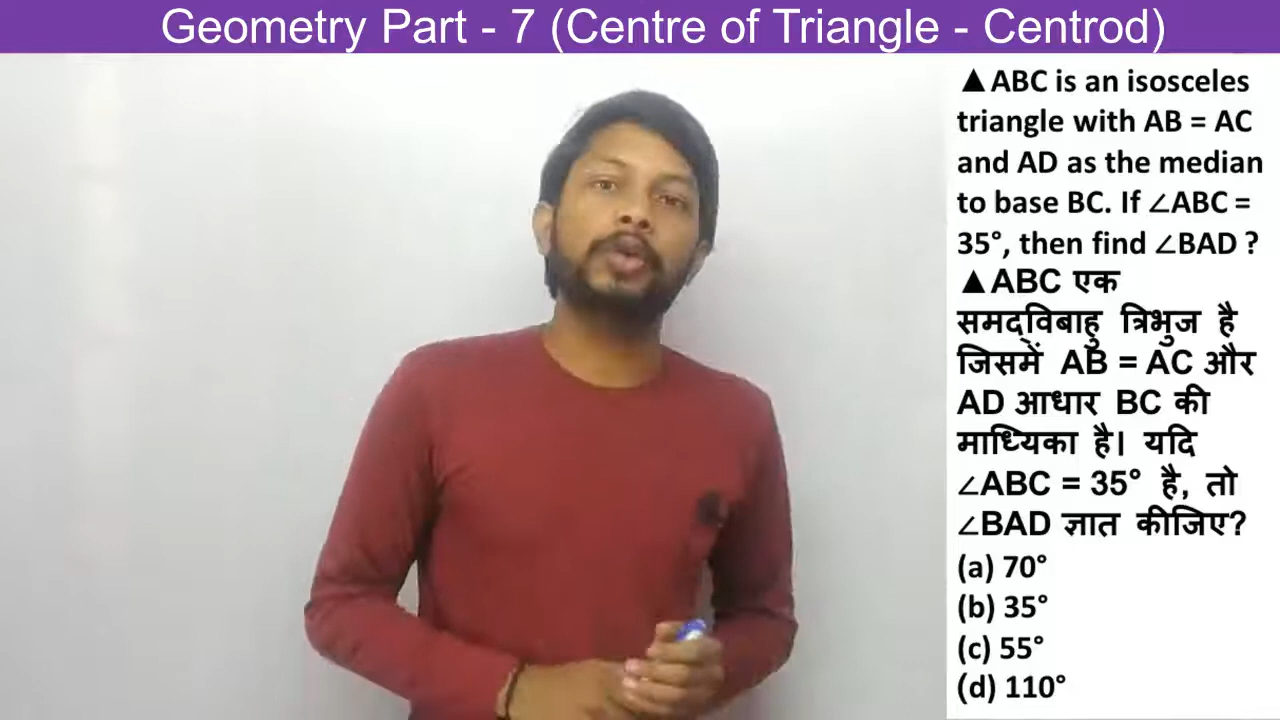 Geometry Part - 7 (Centre of Triangle - Centrod)
▲ABC is an isosceles
triangle with AB = AC
and AD as the median
to base BC. If ∠ABC =
35°, then find ∠BAD ?
▲ABC एक
समद्विबाहु त्रिभुज है
जिसमें AB = AC और
AD आधार BC की
माध्यिका है। यदि
∠ABC = 35° है, तो
∠BAD ज्ञात कीजिए?
(a) 70°
(b) 35°
(c) 55°
(d) 110°